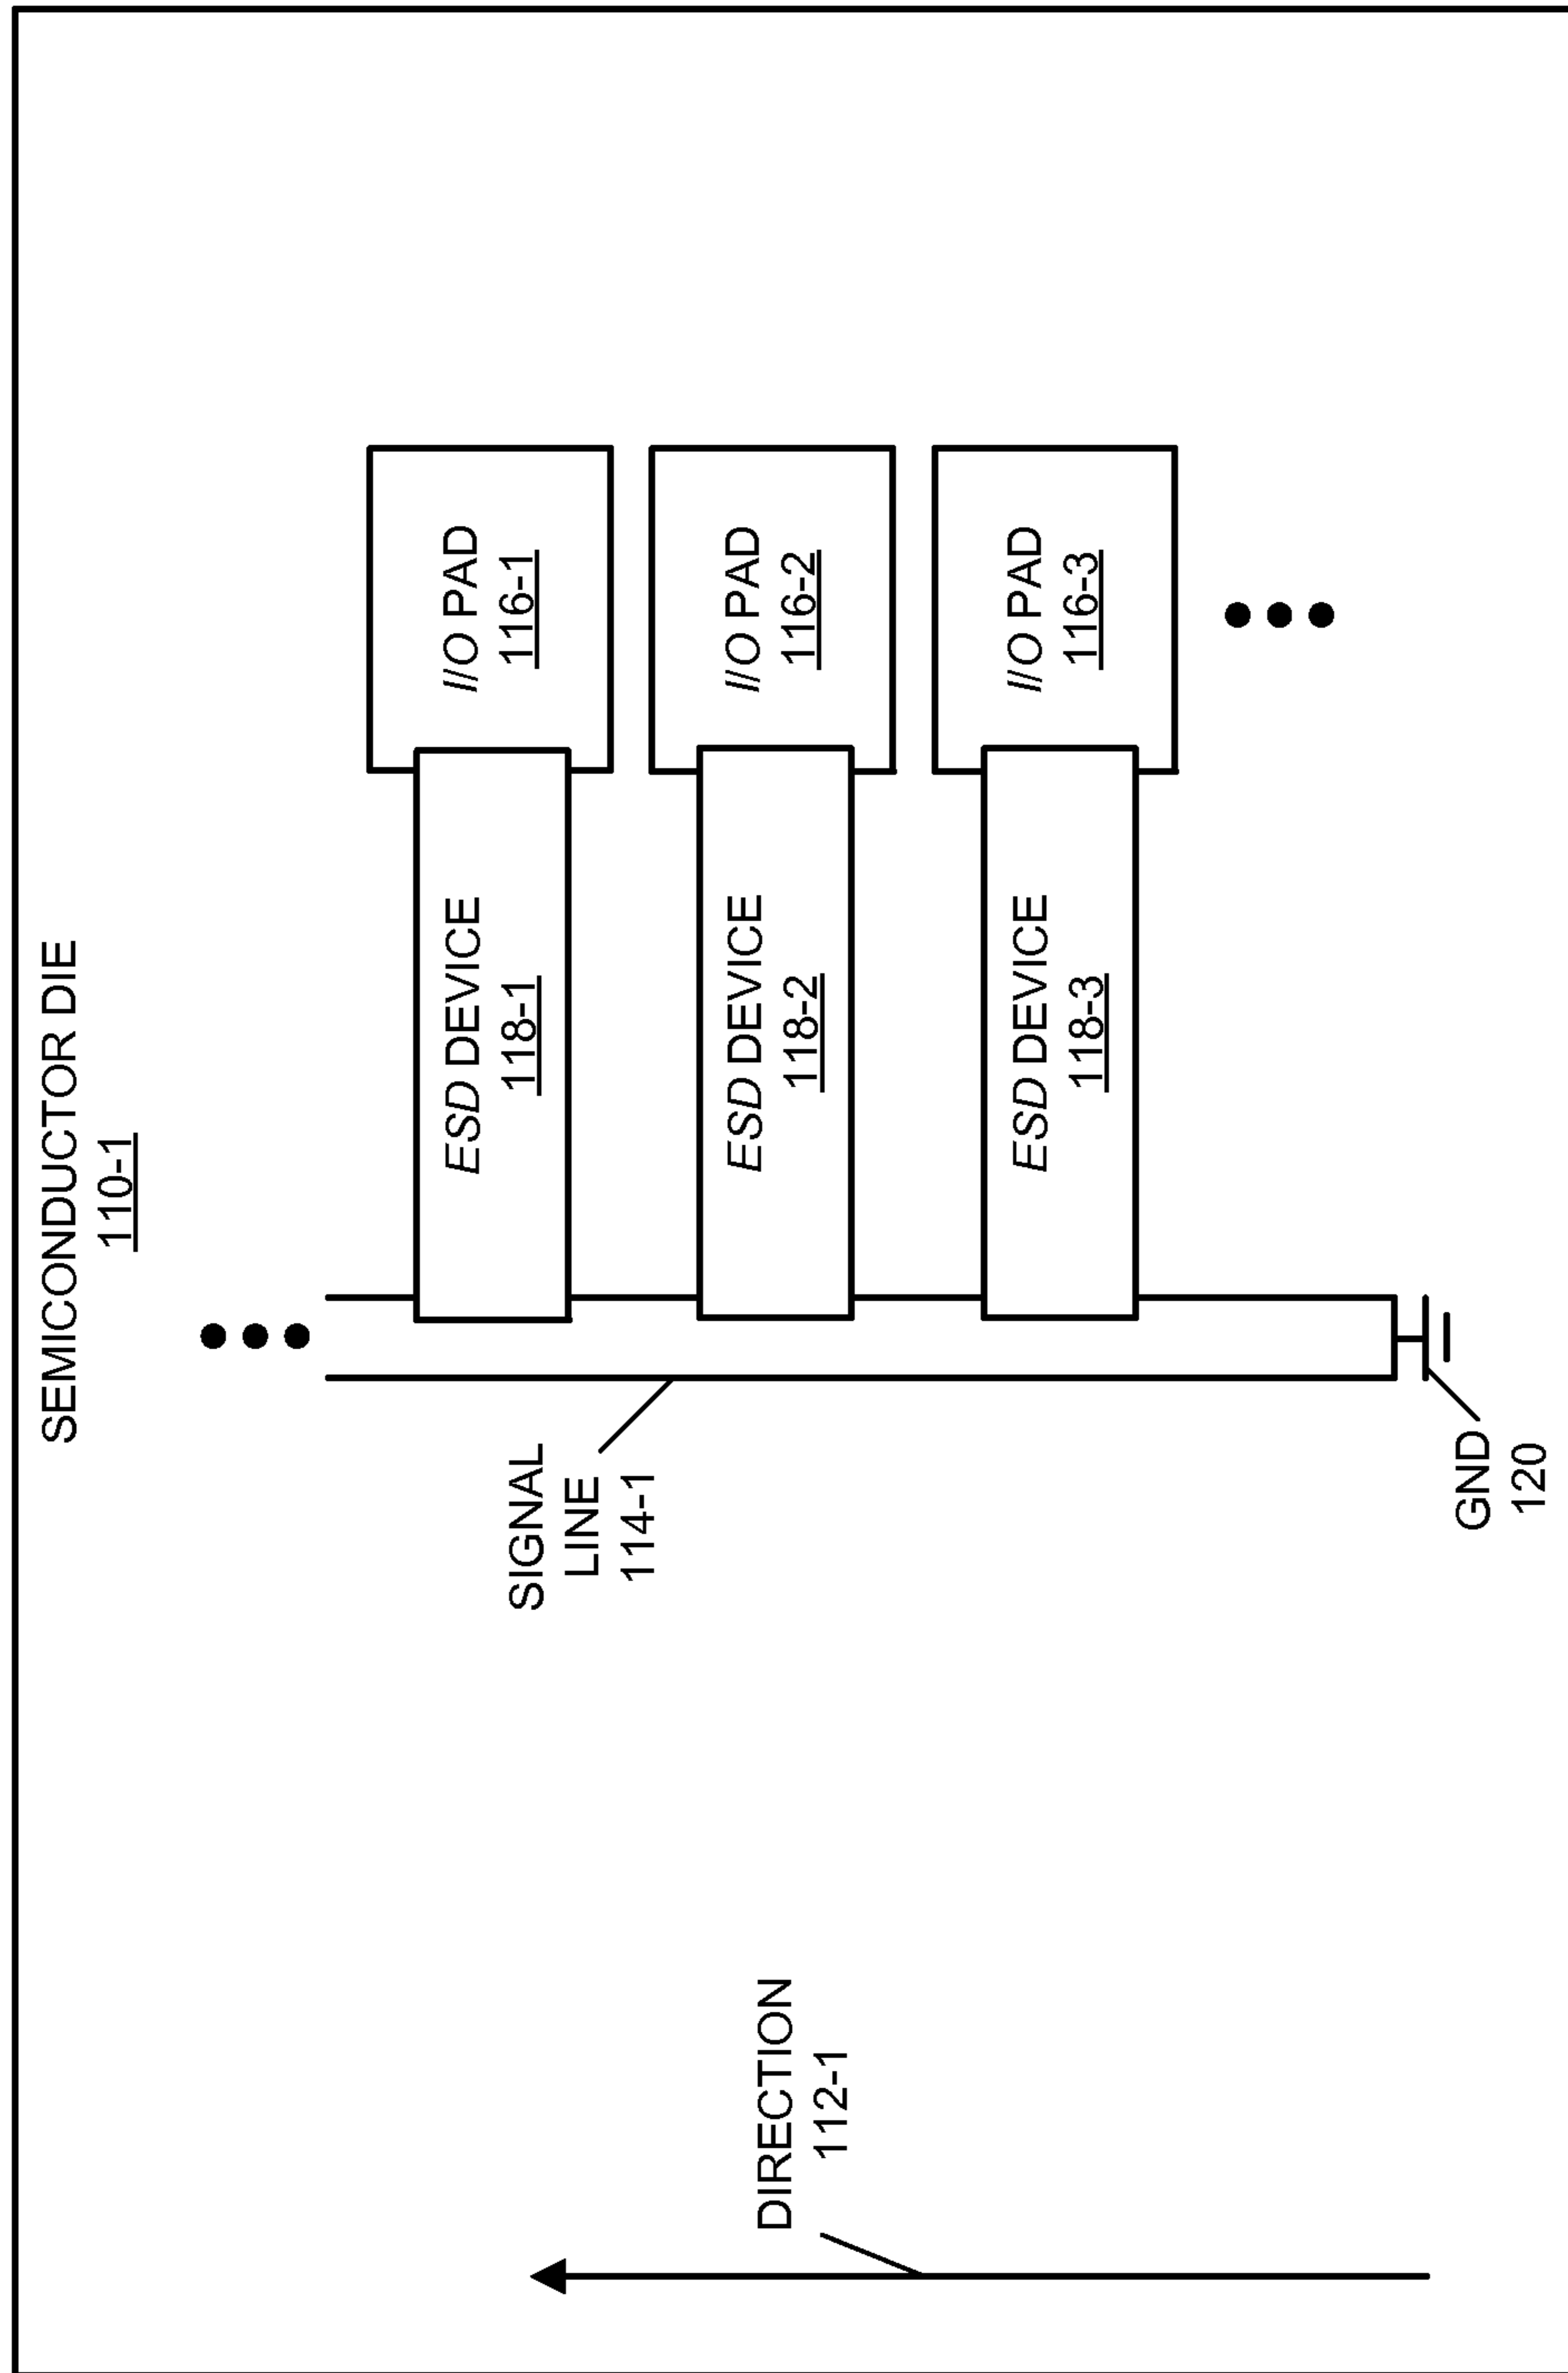 SEMICONDUCTOR DIE
110-1
I/O PAD
116-1
I/O PAD
116-2
I/O PAD
116-3
ESD DEVICE
118-1
ESD DEVICE
118-2
ESD DEVICE
118-3
SIGNAL
LINE
114-1
GND
120
DIRECTION
112-1